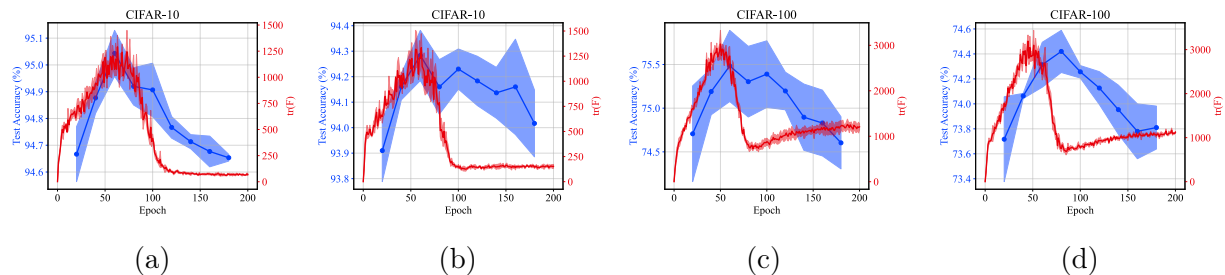 CIFAR-10
95.1
95.0
94.9
94.8
94.7
94.6
Test Accuracy (%)
1500
1250
1000
750
500
250
0
tr(F)
0 50 100 150 200
Epoch
(a)
CIFAR-10
94.4
94.3
94.2
94.1
94.0
93.9
93.8
Test Accuracy (%)
1500
1250
1000
750
500
250
0
tr(F)
0 50 100 150 200
Epoch
(b)
CIFAR-100
75.5
75.0
74.5
Test Accuracy (%)
3000
2000
1000
0
tr(F)
0 50 100 150 200
Epoch
(c)
CIFAR-100
74.6
74.4
74.2
74.0
73.8
73.6
73.4
Test Accuracy (%)
3000
2000
1000
0
tr(F)
0 50 100 150 200
Epoch
(d)